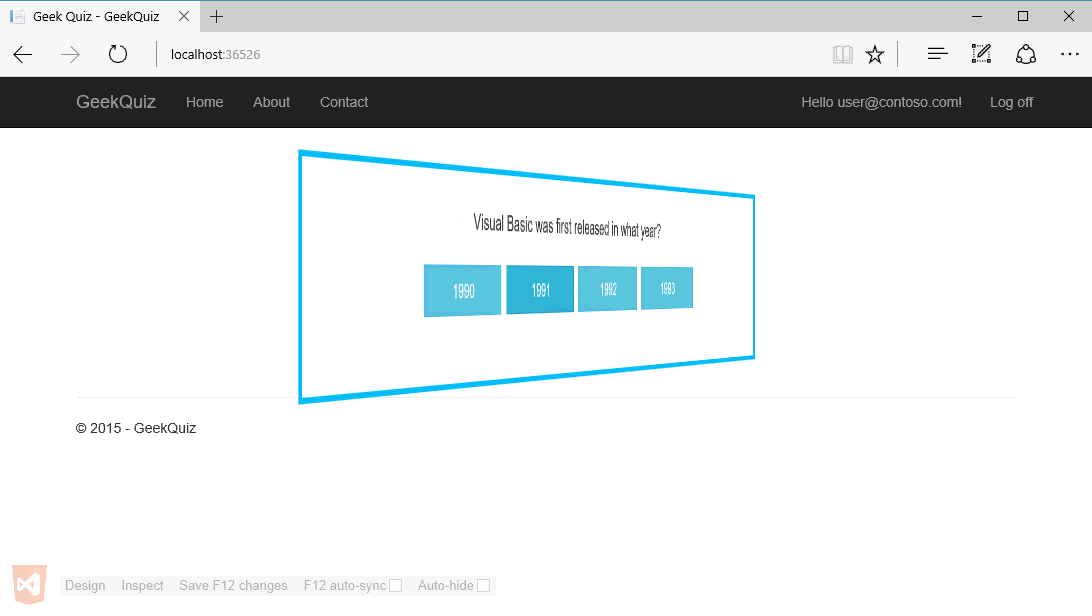 Geek Quiz - GeekQuiz
localhost:36526
GeekQuiz Home About Contact Hello user@contoso.com! Log off
Visual Basic was first released in what year?
1990 1991 1992 1993
© 2015 - GeekQuiz
Design Inspect Save F12 changes F12 auto-sync Auto-hide